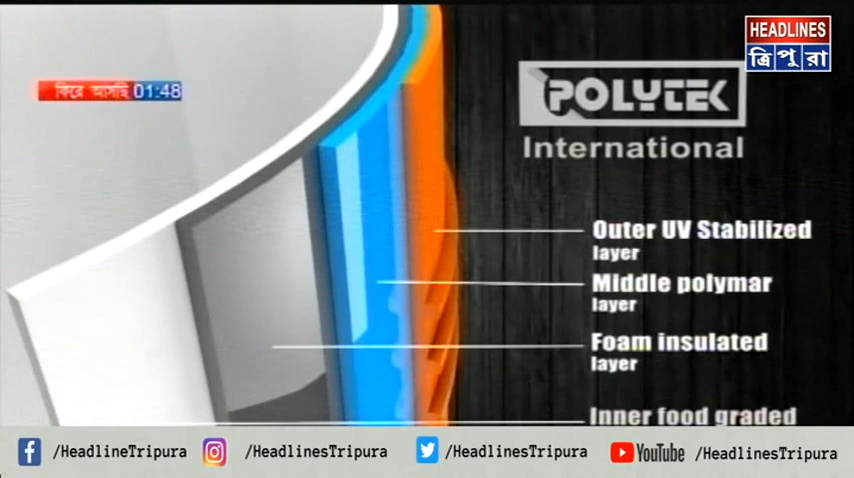 HEADLINES
ত্রিপুরা
ফিরে আসছি 01:48
POLYTEK
International
Outer UV Stabilized
layer
Middle polymar
layer
Foam insulated
layer
Inner food graded
/HeadlineTripura /HeadlinesTripura /HeadlinesTripura YouTube /HeadlinesTripura